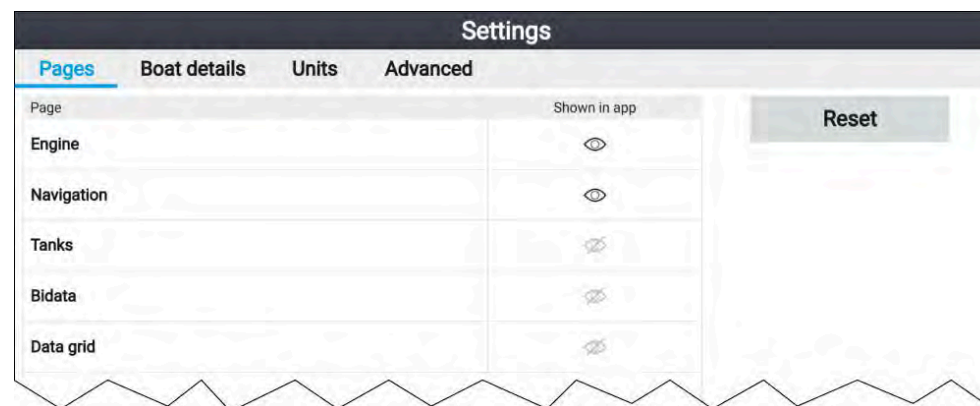 Settings
Pages Boat details Units Advanced
Page Shown in app
Reset
Engine
Navigation
Tanks
Bidata
Data grid